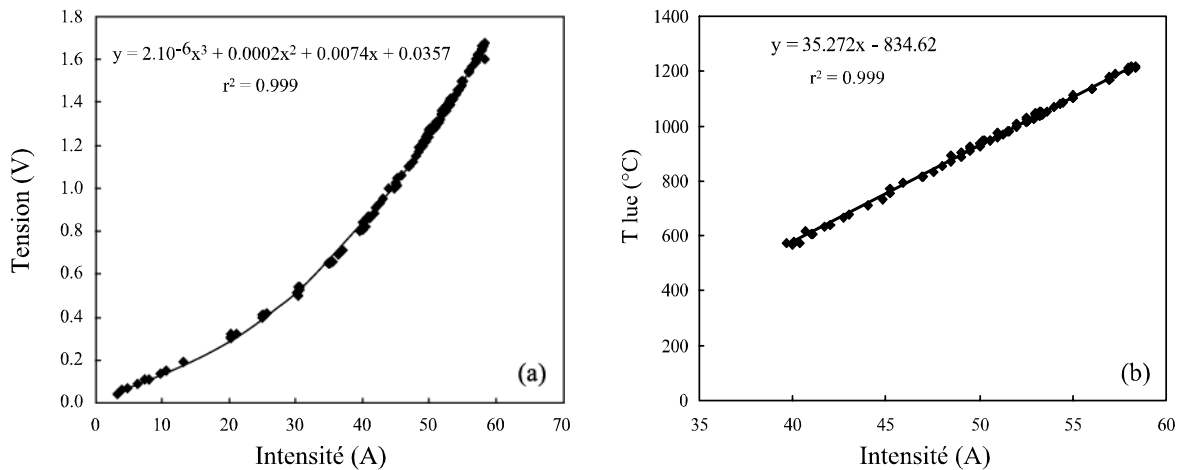 y = 2.10⁻⁶x³ + 0.0002x² + 0.0074x + 0.0357
r² = 0.999
Tension (V)
1.8
1.6
1.4
1.2
1.0
0.8
0.6
0.4
0.2
0.0
0 10 20 30 40 50 60 70
Intensité (A)
(a)
y = 35.272x - 834.62
r² = 0.999
T lue (°C)
1400
1200
1000
800
600
400
200
0
35 40 45 50 55 60
Intensité (A)
(b)